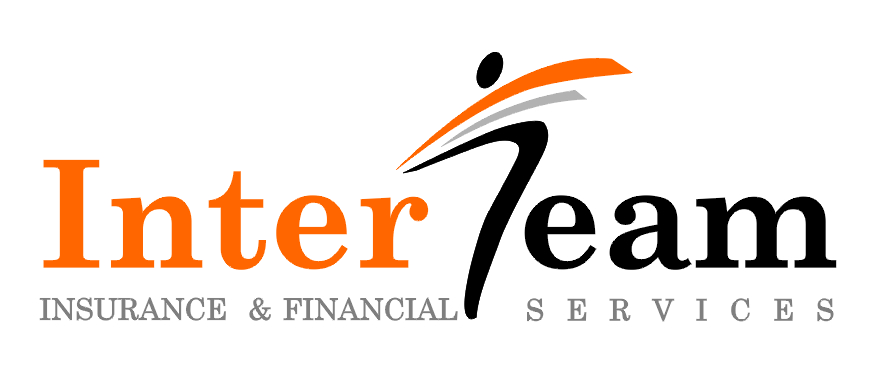 InterTeam
INSURANCE & FINANCIAL SERVICES